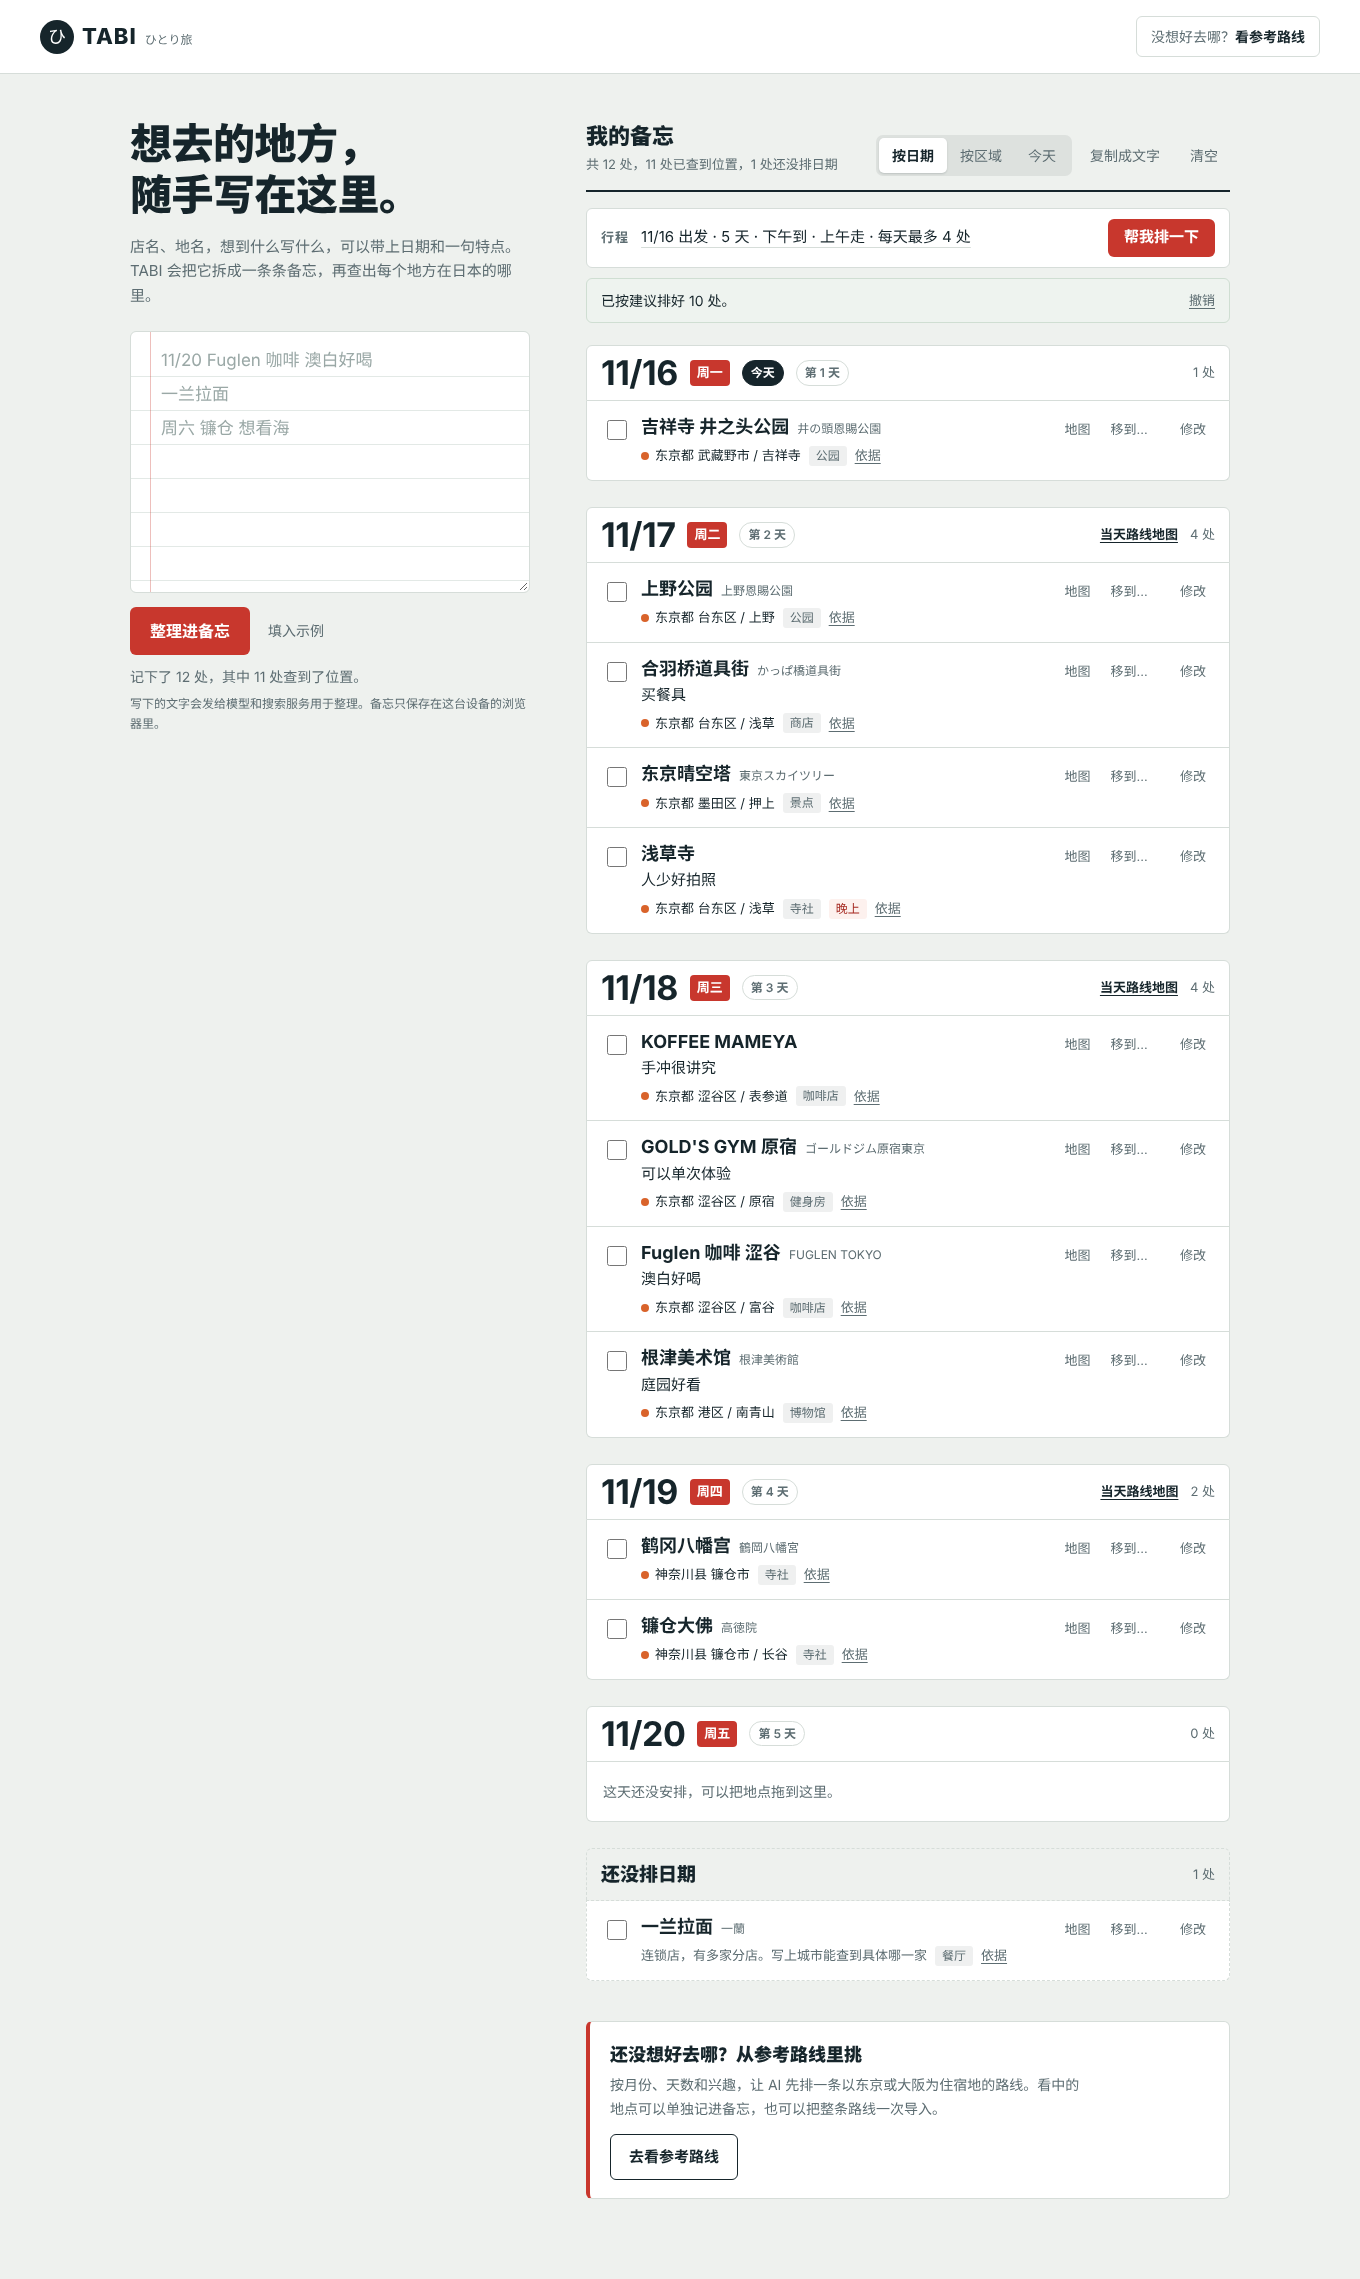 ひ TABI ひとり旅
没想好去哪？看参考路线
想去的地方，
随手写在这里。
店名、地名，想到什么写什么，可以带上日期和一句特点。
TABI 会把它拆成一条条备忘，再查出每个地方在日本的哪
里。
11/20 Fuglen 咖啡 澳白好喝
一兰拉面
周六 镰仓 想看海
整理进备忘 填入示例
记下了 12 处，其中 11 处查到了位置。
写下的文字会发给模型和搜索服务用于整理。备忘只保存在这台设备的浏览
器里。
我的备忘
共 12 处，11 处已查到位置，1 处还没排日期
按日期 按区域 今天 复制成文字 清空
行程 11/16 出发 · 5 天 · 下午到 · 上午走 · 每天最多 4 处 帮我排一下
已按建议排好 10 处。 撤销
11/16 周一 今天 第 1 天 1 处
吉祥寺 井之头公园 井の頭恩賜公園 地图 移到... 修改
东京都 武藏野市 / 吉祥寺 公园 依据
11/17 周二 第 2 天 当天路线地图 4 处
上野公园 上野恩賜公園 地图 移到... 修改
东京都 台东区 / 上野 公园 依据
合羽桥道具街 かっぱ橋道具街 地图 移到... 修改
买餐具
东京都 台东区 / 浅草 商店 依据
东京晴空塔 東京スカイツリー 地图 移到... 修改
东京都 墨田区 / 押上 景点 依据
浅草寺 地图 移到... 修改
人少好拍照
东京都 台东区 / 浅草 寺社 晚上 依据
11/18 周三 第 3 天 当天路线地图 4 处
KOFFEE MAMEYA 地图 移到... 修改
手冲很讲究
东京都 涩谷区 / 表参道 咖啡店 依据
GOLD'S GYM 原宿 ゴールドジム原宿東京 地图 移到... 修改
可以单次体验
东京都 涩谷区 / 原宿 健身房 依据
Fuglen 咖啡 涩谷 FUGLEN TOKYO 地图 移到... 修改
澳白好喝
东京都 涩谷区 / 富谷 咖啡店 依据
根津美术馆 根津美術館 地图 移到... 修改
庭园好看
东京都 港区 / 南青山 博物馆 依据
11/19 周四 第 4 天 当天路线地图 2 处
鹤冈八幡宫 鶴岡八幡宮 地图 移到... 修改
神奈川县 镰仓市 寺社 依据
镰仓大佛 高徳院 地图 移到... 修改
神奈川县 镰仓市 / 长谷 寺社 依据
11/20 周五 第 5 天 0 处
这天还没安排，可以把地点拖到这里。
还没排日期 1 处
一兰拉面 一蘭 地图 移到... 修改
连锁店，有多家分店。写上城市能查到具体哪一家 餐厅 依据
还没想好去哪？从参考路线里挑
按月份、天数和兴趣，让 AI 先排一条以东京或大阪为住宿地的路线。看中的
地点可以单独记进备忘，也可以把整条路线一次导入。
去看参考路线